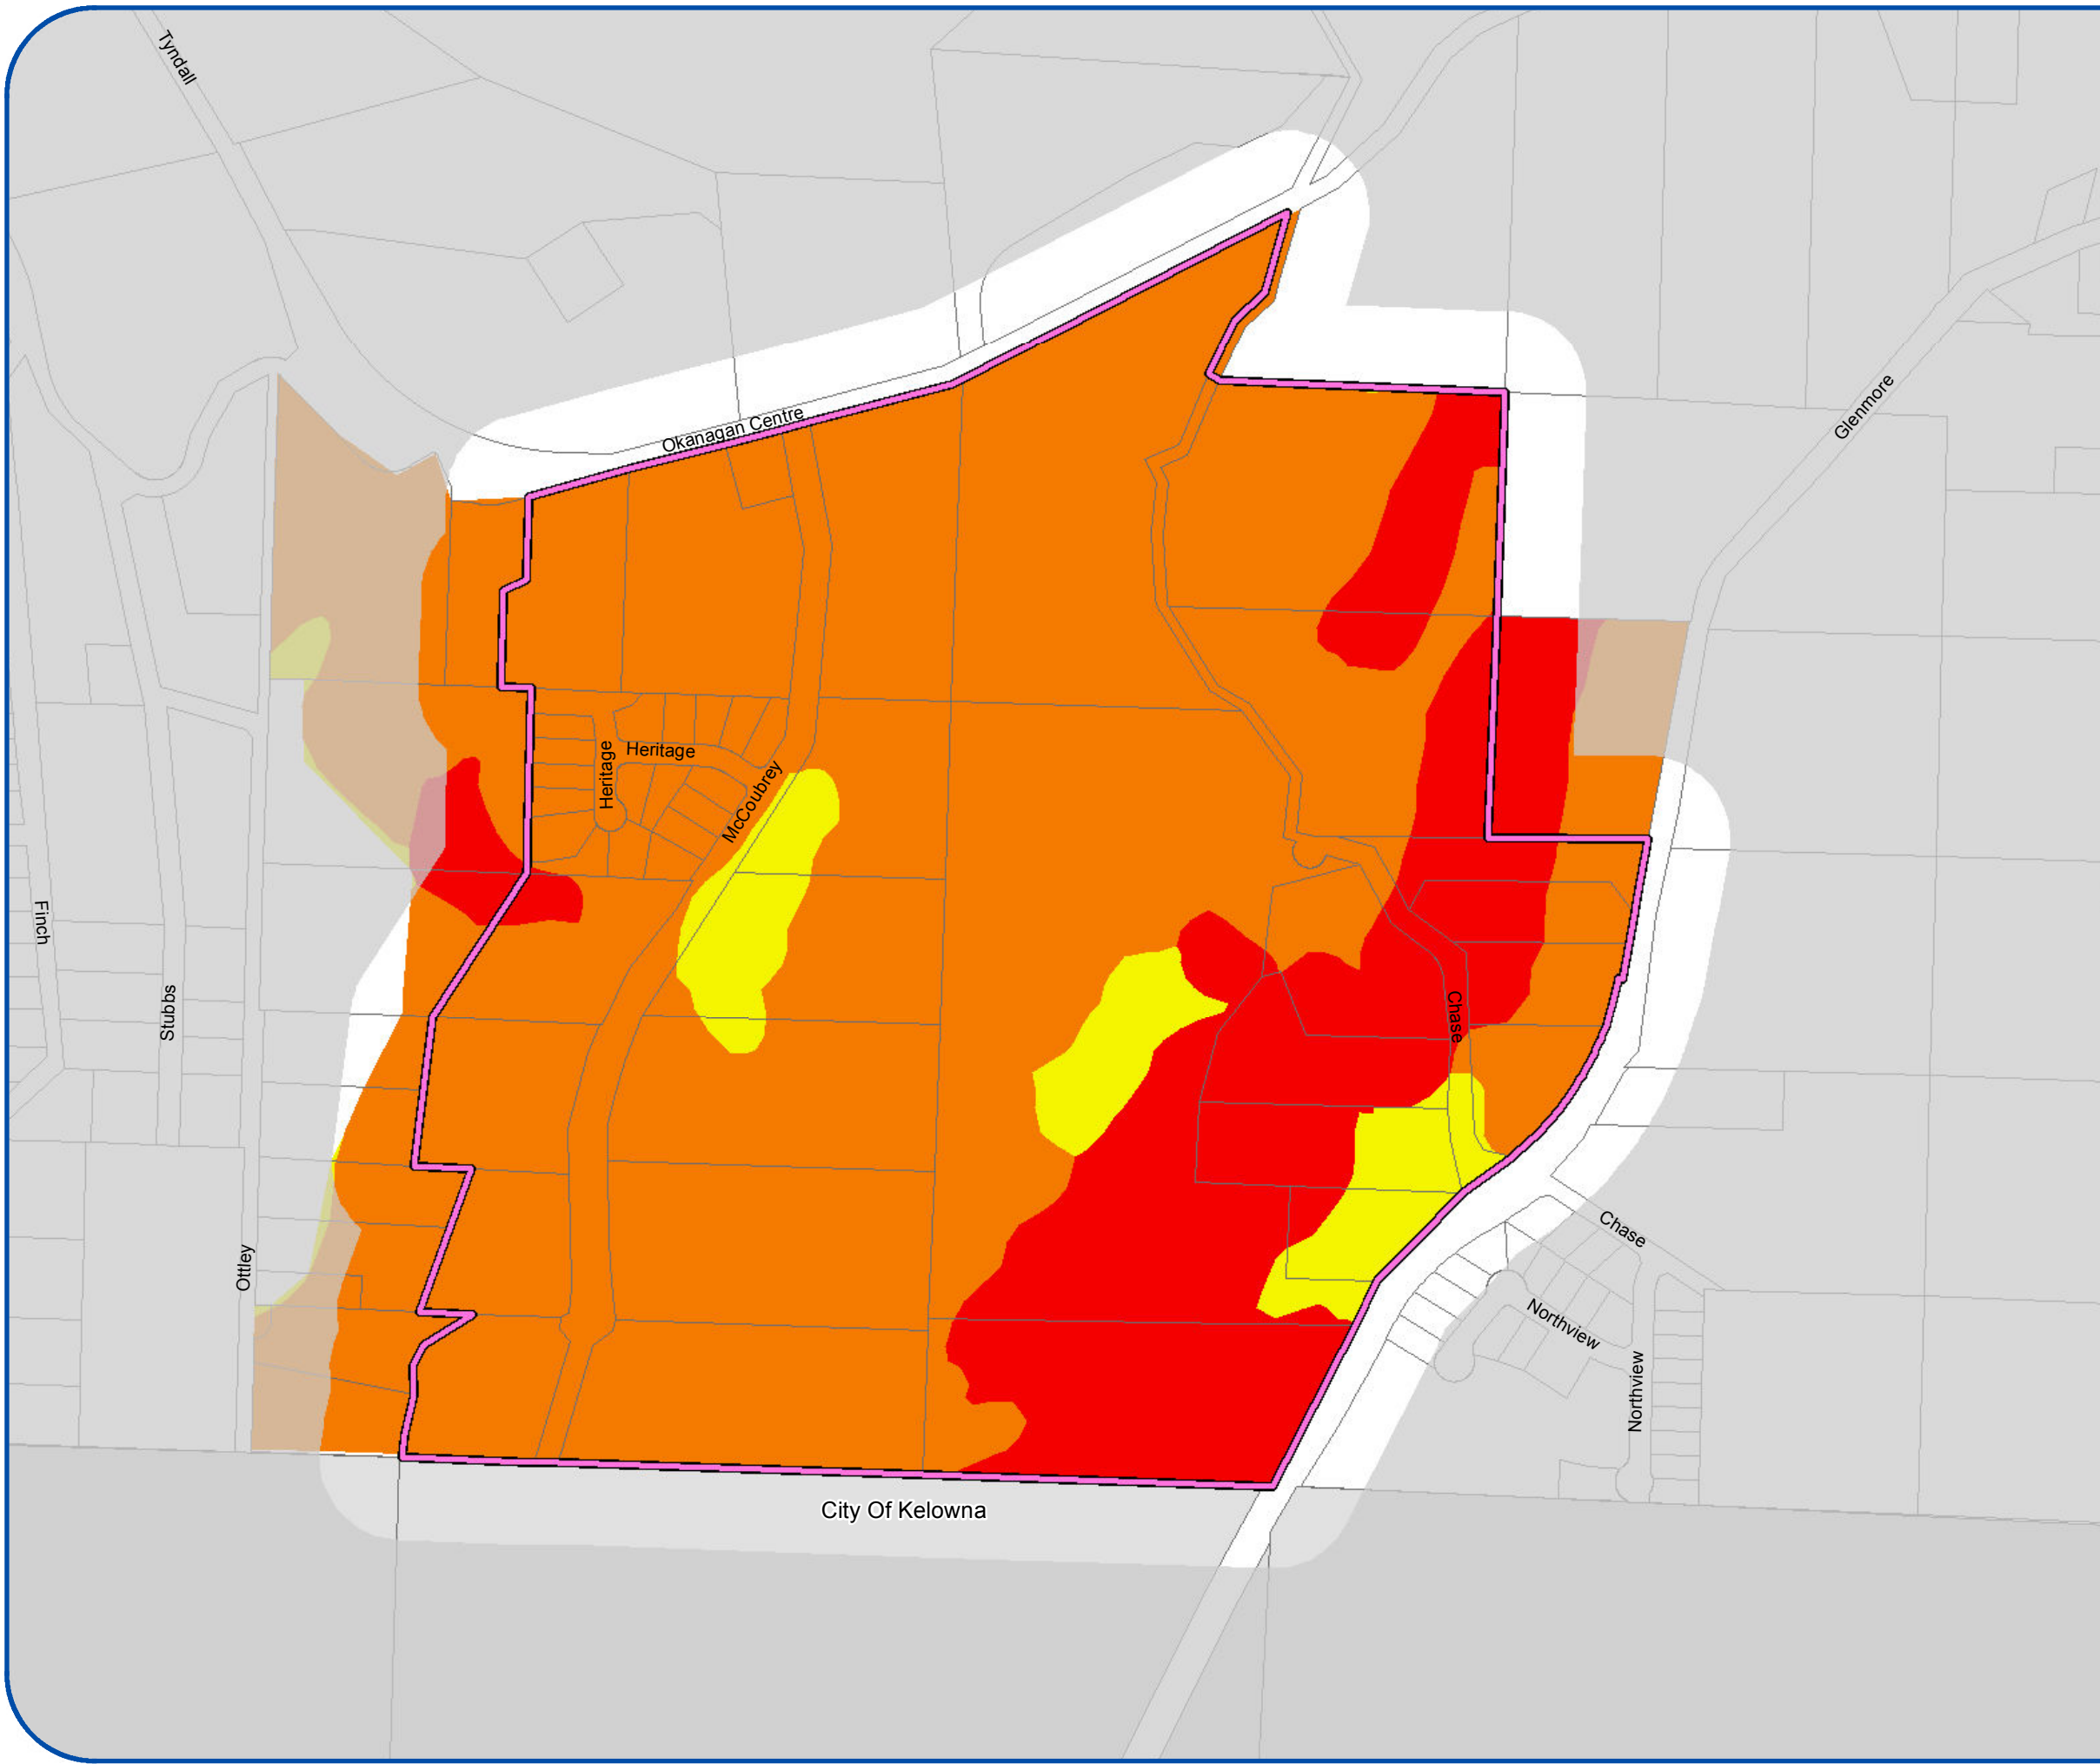 Tyndall
Glenmore
Okanagan Centre
Heritage
Heritage
McCoubrey
Finch
Stubbs
Chase
Chase
Ottley
Northview
Northview
City Of Kelowna